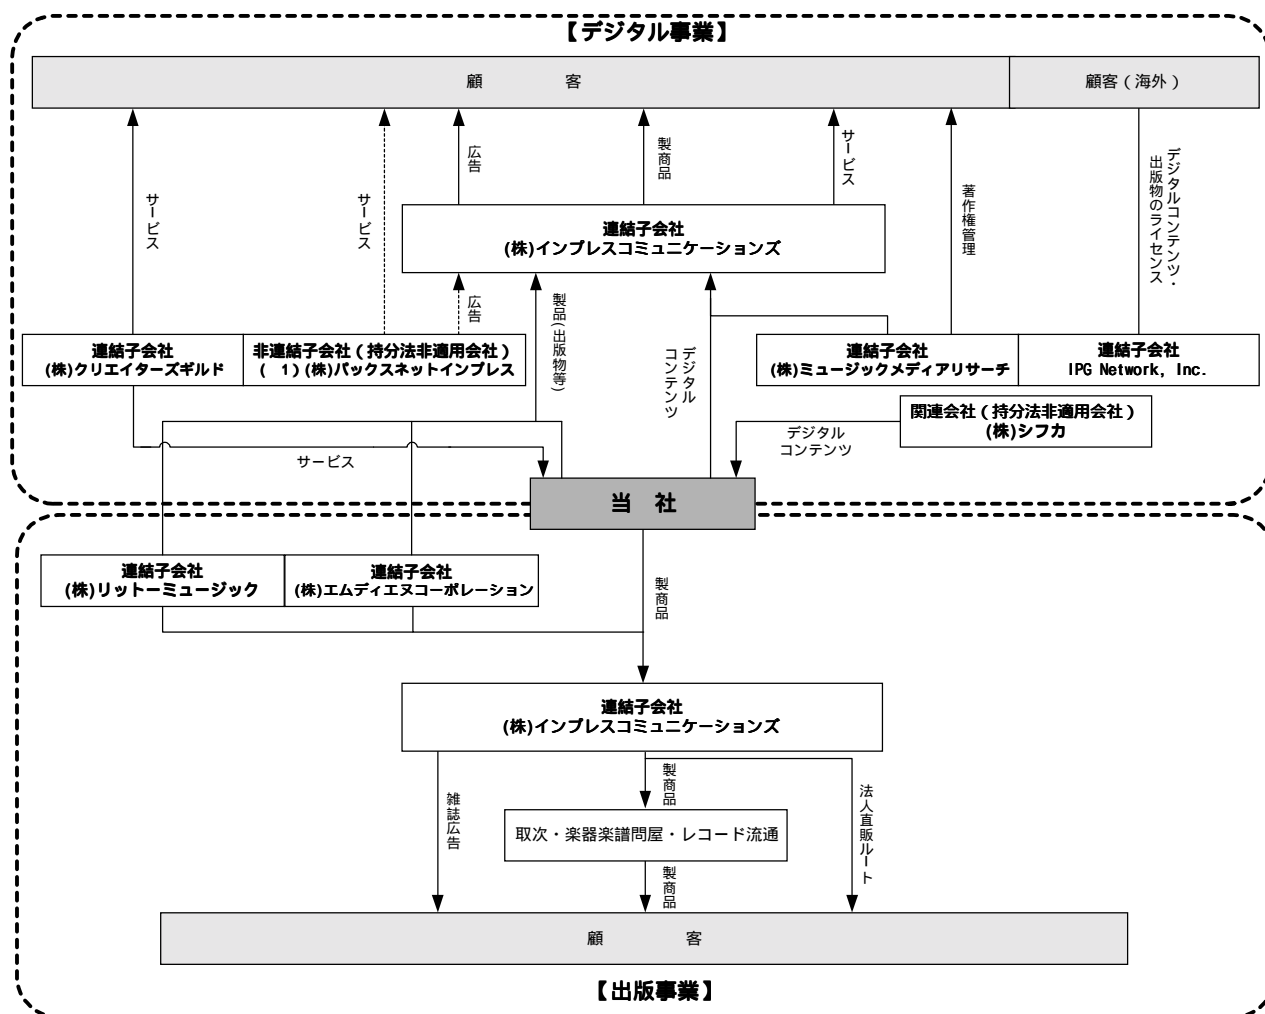 【デジタル事業】
顧　　客
顧客（海外）
サービス
サービス
広告
製商品
サービス
著作権管理
デジタルコンテンツ・
出版物のライセンス
連結子会社
(株)インプレスコミュニケーションズ
広告
製品(出版物等)
デジタル
コンテンツ
連結子会社
(株)クリエイターズギルド
非連結子会社（持分法非適用会社）
(　1) (株)パックスネットインプレス
連結子会社
(株)ミュージックメディアリサーチ
連結子会社
IPG Network, Inc.
関連会社（持分法非適用会社）
(株)シフカ
デジタル
コンテンツ
サービス
当　社
連結子会社
(株)リットーミュージック
連結子会社
(株)エムディエヌコーポレーション
製商品
連結子会社
(株)インプレスコミュニケーションズ
雑誌広告
製商品
法人直販ルート
取次・楽器楽譜問屋・レコード流通
製商品
顧　　客
【出版事業】